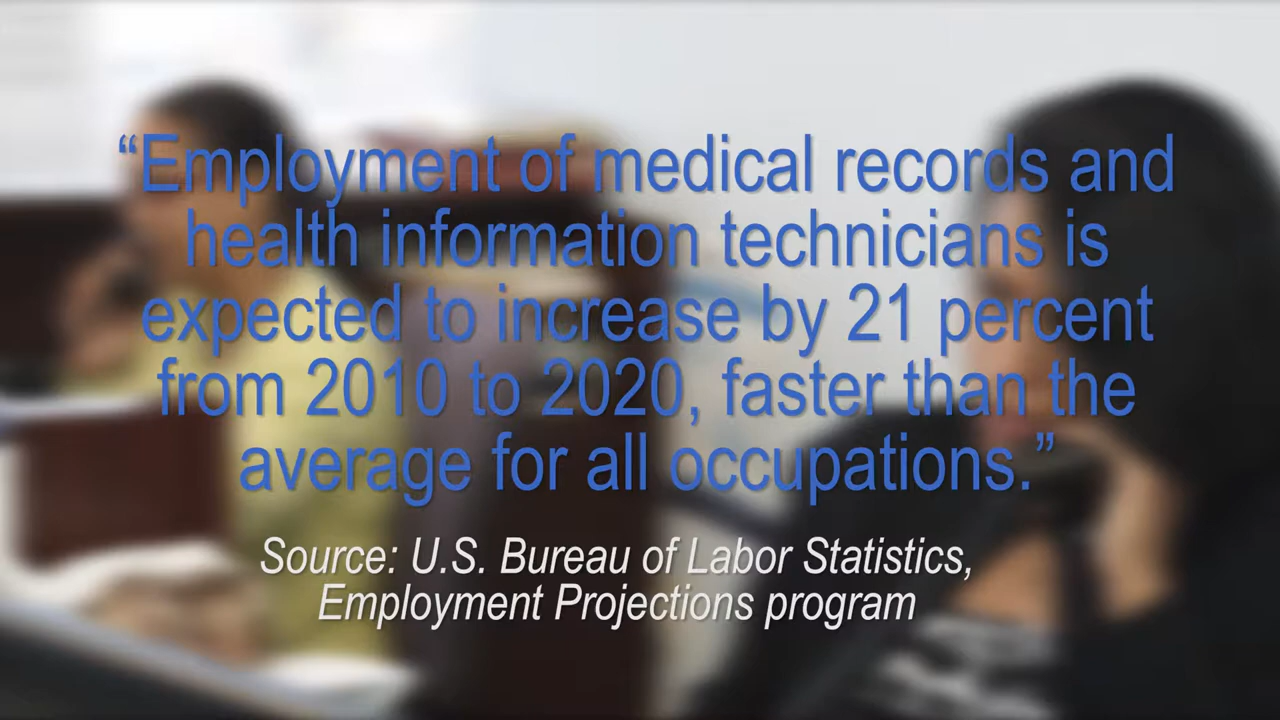 “Employment of medical records and
health information technicians is
expected to increase by 21 percent
from 2010 to 2020, faster than the
average for all occupations.”
Source: U.S. Bureau of Labor Statistics,
Employment Projections program